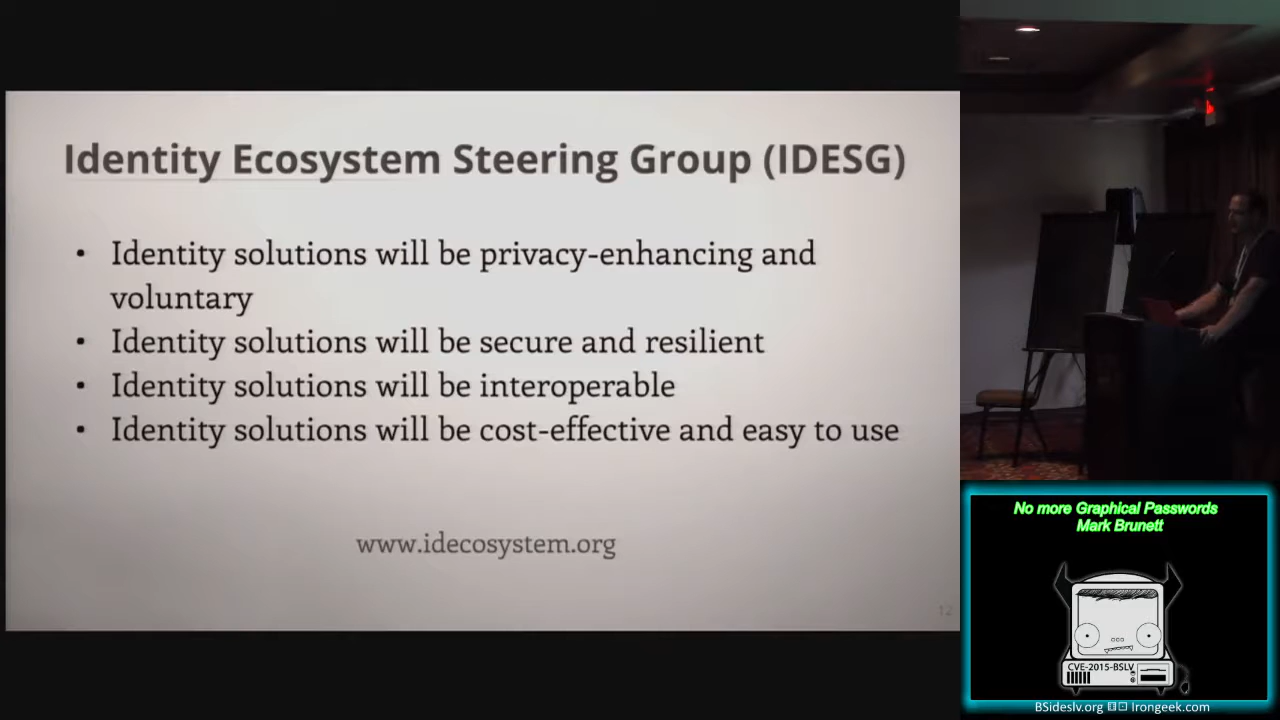 Identity Ecosystem Steering Group (IDESG)
• Identity solutions will be privacy-enhancing and
voluntary
• Identity solutions will be secure and resilient
• Identity solutions will be interoperable
• Identity solutions will be cost-effective and easy to use
www.idecosystem.org
12
No more Graphical Passwords
Mark Brunett
CVE-2015-BSLV
BSideslv.org Irongeek.com